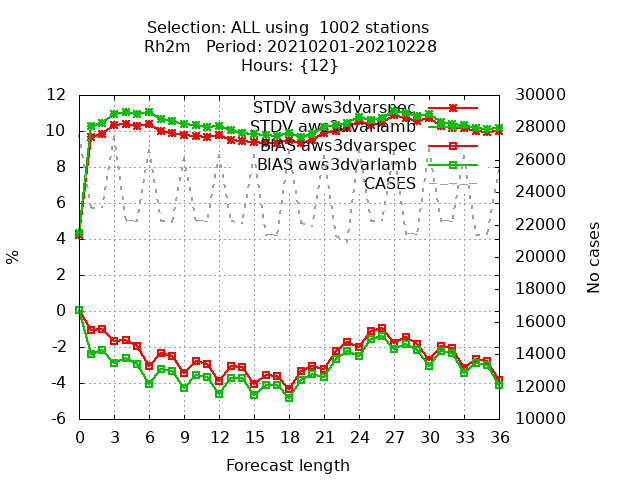 Selection: ALL using  1002 stations
Rh2m   Period: 20210201-20210228
Hours: {12}
STDV aws3dvarspec
STDV aws3dvarlamb
BIAS aws3dvarspec
BIAS aws3dvarlamb
CASES
12
10
8
6
4
2
0
-2
-4
-6
%
30000
28000
26000
24000
22000
20000
18000
16000
14000
12000
10000
No cases
0 3 6 9 12 15 18 21 24 27 30 33 36
Forecast length